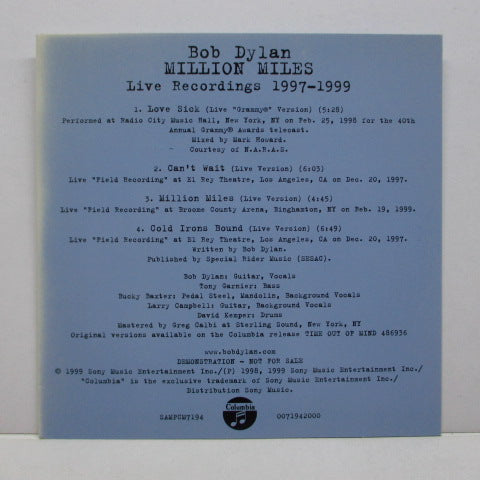 Bob Dylan
MILLION MILES
Live Recordings 1997-1999
1. Love Sick (Live "Grammy®" Version) (5:28)
Performed at Radio City Music Hall, New York, NY on Feb. 25, 1998 for the 40th
Annual Grammy® Awards telecast.
Mixed by Mark Howard.
Courtesy of N.A.R.A.S.
2. Can't Wait (Live Version) (6:03)
Live "Field Recording" at El Rey Theatre, Los Angeles, CA on Dec. 20, 1997.
3. Million Miles (Live Version) (4:45)
Live "Field Recording" at Broome County Arena, Binghamton, NY on Feb. 19, 1999.
4. Cold Irons Bound (Live Version) (6:49)
Live "Field Recording" at El Rey Theatre, Los Angeles, CA on Dec. 20, 1997.
Written by Bob Dylan.
Published by Special Rider Music (SESAC).
Bob Dylan: Guitar, Vocals
Tony Garnier: Bass
Bucky Baxter: Pedal Steel, Mandolin, Background Vocals
Larry Campbell: Guitar, Background Vocals
David Kemper: Drums
Mastered by Greg Calbi at Sterling Sound, New York, NY
Original versions available on the Columbia release TIME OUT OF MIND 486936
www.bobdylan.com
DEMONSTRATION - NOT FOR SALE
© 1999 Sony Music Entertainment Inc./(P) 1998, 1999 Sony Music Entertainment Inc./
"Columbia" is the exclusive trademark of Sony Music Entertainment Inc./
Distribution Sony Music.
Columbia
SAMPCM7194
0071942000